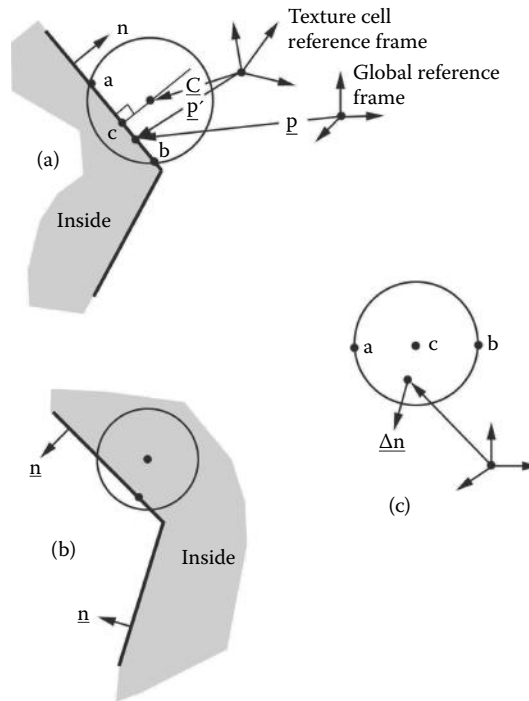 Texture cell
reference frame
Global reference
frame
n
a
C
p′
c
p
b
(a)
Inside
a
c
b
Δn
(c)
n
(b)
Inside
n